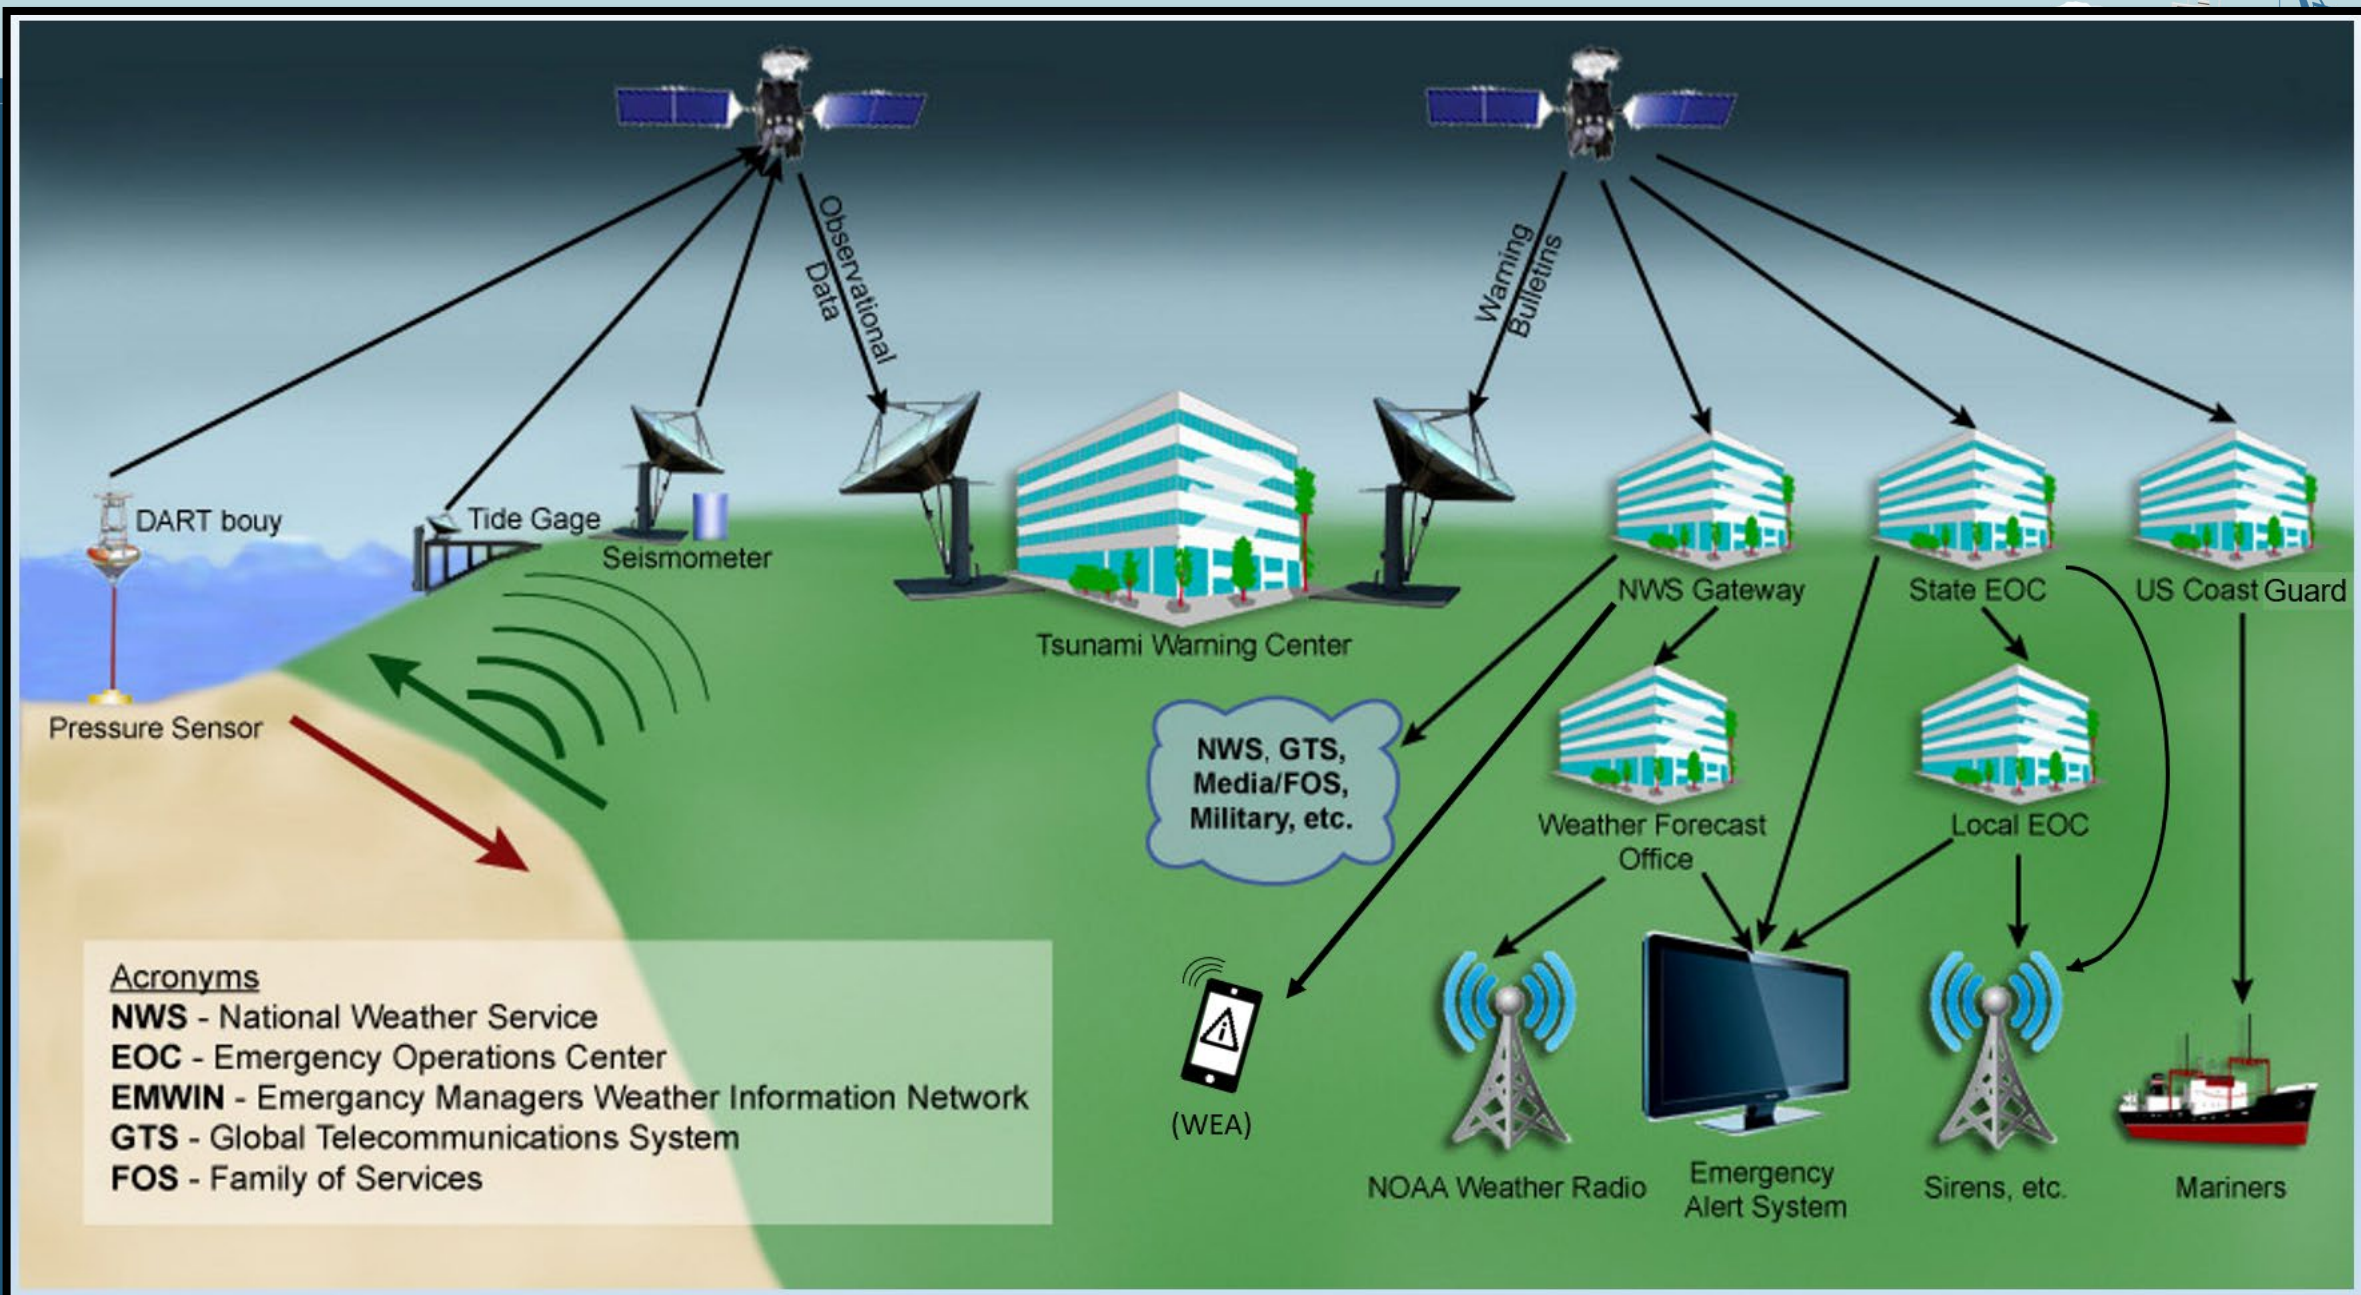 Observational
Data
Warning
Bulletins
DART bouy
Tide Gage
Seismometer
Pressure Sensor
Tsunami Warning Center
NWS Gateway
State EOC
US Coast Guard
NWS, GTS,
Media/FOS,
Military, etc.
Weather Forecast
Office
Local EOC
(WEA)
NOAA Weather Radio
Emergency
Alert System
Sirens, etc.
Mariners
Acronyms
NWS - National Weather Service
EOC - Emergency Operations Center
EMWIN - Emergancy Managers Weather Information Network
GTS - Global Telecommunications System
FOS - Family of Services